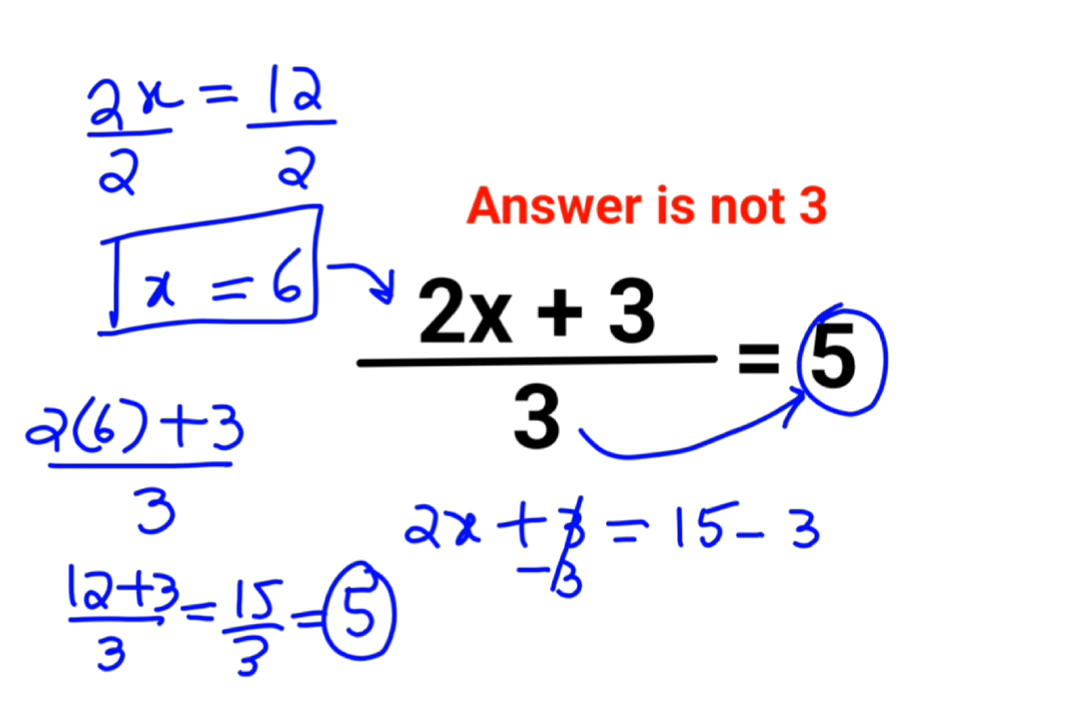 2x = 12
2 2
x = 6
Answer is not 3
2x + 3
= 5
3
2(6) + 3
3
2x + 3 = 15 - 3
-3
12+3 = 15 = 5
3 3